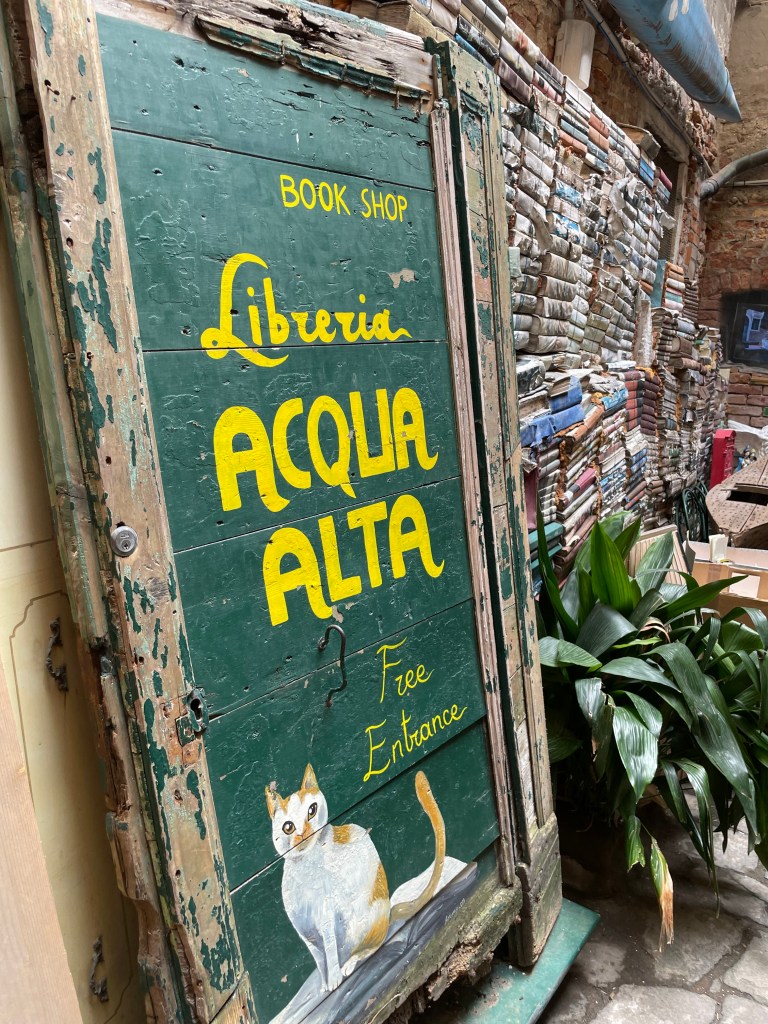 BOOK SHOP
Libreria
ACQUA
ALTA
Free
Entrance